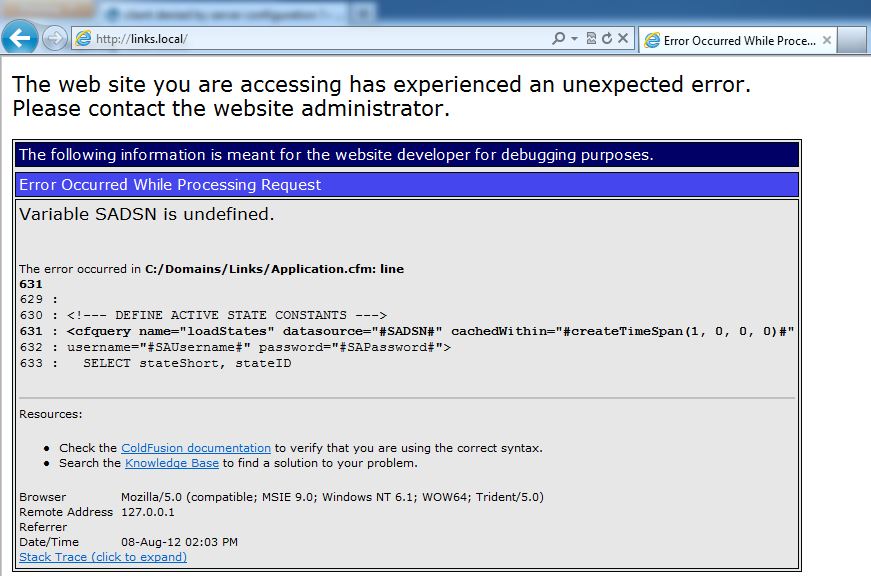 http://links.local/
Error Occurred While Proce...
The web site you are accessing has experienced an unexpected error.
Please contact the website administrator.
The following information is meant for the website developer for debugging purposes.
Error Occurred While Processing Request
Variable SADSN is undefined.
The error occurred in C:/Domains/Links/Application.cfm: line
631
629 :
630 : <!--- DEFINE ACTIVE STATE CONSTANTS --->
631 : <cfquery name="loadStates" datasource="#SADSN#" cachedWithin="#createTimeSpan(1, 0, 0, 0)#"
632 : username="#SAUsername#" password="#SAPassword#">
633 :   SELECT stateShort, stateID
Resources:
• Check the ColdFusion documentation to verify that you are using the correct syntax.
• Search the Knowledge Base to find a solution to your problem.
Browser Mozilla/5.0 (compatible; MSIE 9.0; Windows NT 6.1; WOW64; Trident/5.0)
Remote Address 127.0.0.1
Referrer
Date/Time 08-Aug-12 02:03 PM
Stack Trace (click to expand)